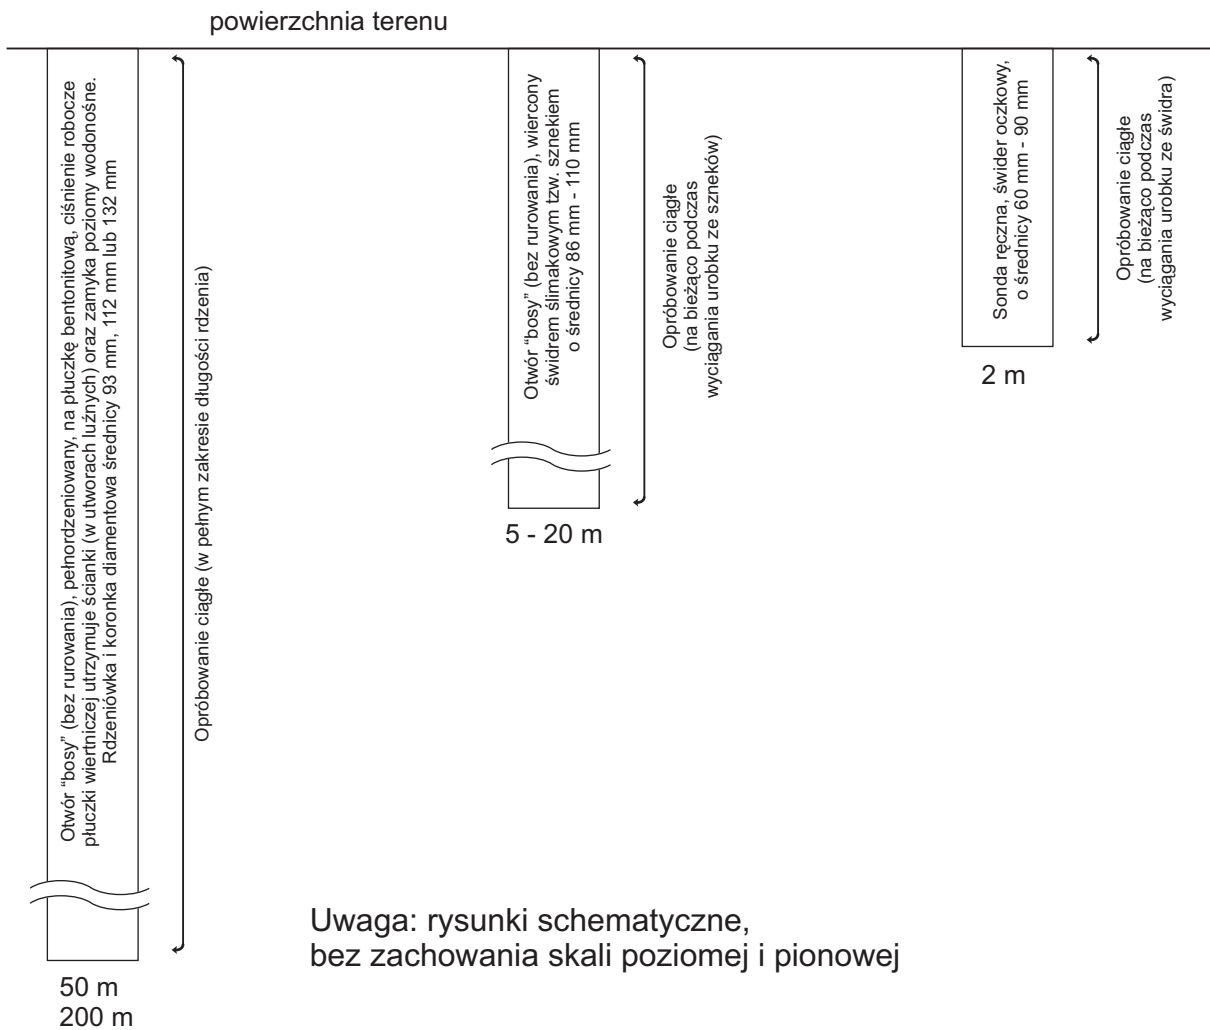 powierzchnia terenu
Otwór “bosy” (bez rurowania), pełnordzeniowany, na płuczkę bentonitową, ciśnienie robocze
płuczki wiertniczej utrzymuje ścianki (w utworach luźnych) oraz zamyka poziomy wodonośne.
Rdzeniówka i koronka diamentowa średnicy 93 mm, 112 mm lub 132 mm
Opróbowanie ciągłe (w pełnym zakresie długości rdzenia)
50 m
200 m
Otwór “bosy” (bez rurowania), wiercony
świdrem ślimakowym tzw. sznekiem
o średnicy 86 mm - 110 mm
Opróbowanie ciągłe
(na bieżąco podczas
wyciągania urobku ze szneków)
5 - 20 m
Sonda ręczna, świder oczkowy,
o średnicy 60 mm - 90 mm
Opróbowanie ciągłe
(na bieżąco podczas
wyciągania urobku ze świdra)
2 m
Uwaga: rysunki schematyczne,
bez zachowania skali poziomej i pionowej